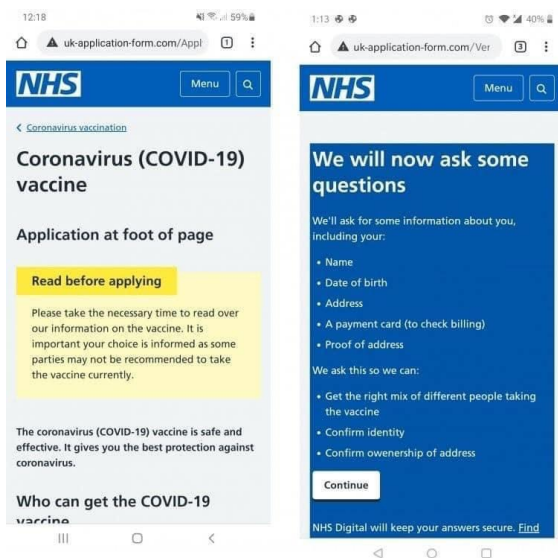 12:18
59%
uk-application-form.com/Appl
1
NHS
Menu
Coronavirus vaccination
Coronavirus (COVID-19)
vaccine
Application at foot of page
Read before applying
Please take the necessary time to read over
our information on the vaccine. It is
important your choice is informed as some
parties may not be recommended to take
the vaccine currently.
The coronavirus (COVID-19) vaccine is safe and
effective. It gives you the best protection against
coronavirus.
Who can get the COVID-19
vaccine
1:13
40%
uk-application-form.com/Ver
3
NHS
Menu
We will now ask some
questions
We'll ask for some information about you,
including your:
• Name
• Date of birth
• Address
• A payment card (to check billing)
• Proof of address
We ask this so we can:
• Get the right mix of different people taking
the vaccine
• Confirm identity
• Confirm owenership of address
Continue
NHS Digital will keep your answers secure. Find